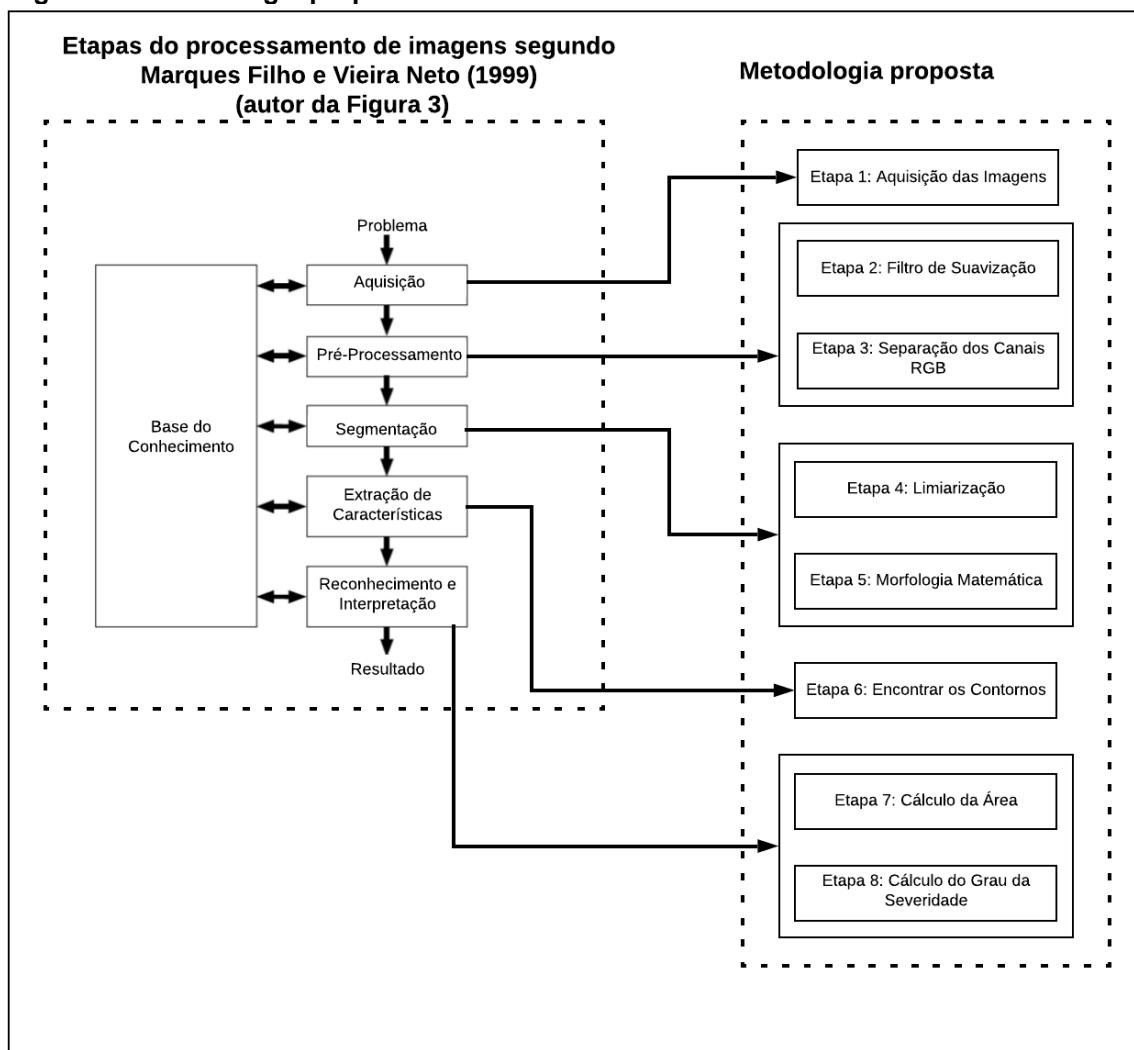 Etapas do processamento de imagens segundo
Marques Filho e Vieira Neto (1999)
(autor da Figura 3)
Problema
Aquisição
Pré-Processamento
Segmentação
Extração de
Características
Reconhecimento e
Interpretação
Resultado
Base do
Conhecimento
Metodologia proposta
Etapa 1: Aquisição das Imagens
Etapa 2: Filtro de Suavização
Etapa 3: Separação dos Canais
RGB
Etapa 4: Limiarização
Etapa 5: Morfologia Matemática
Etapa 6: Encontrar os Contornos
Etapa 7: Cálculo da Área
Etapa 8: Cálculo do Grau da
Severidade